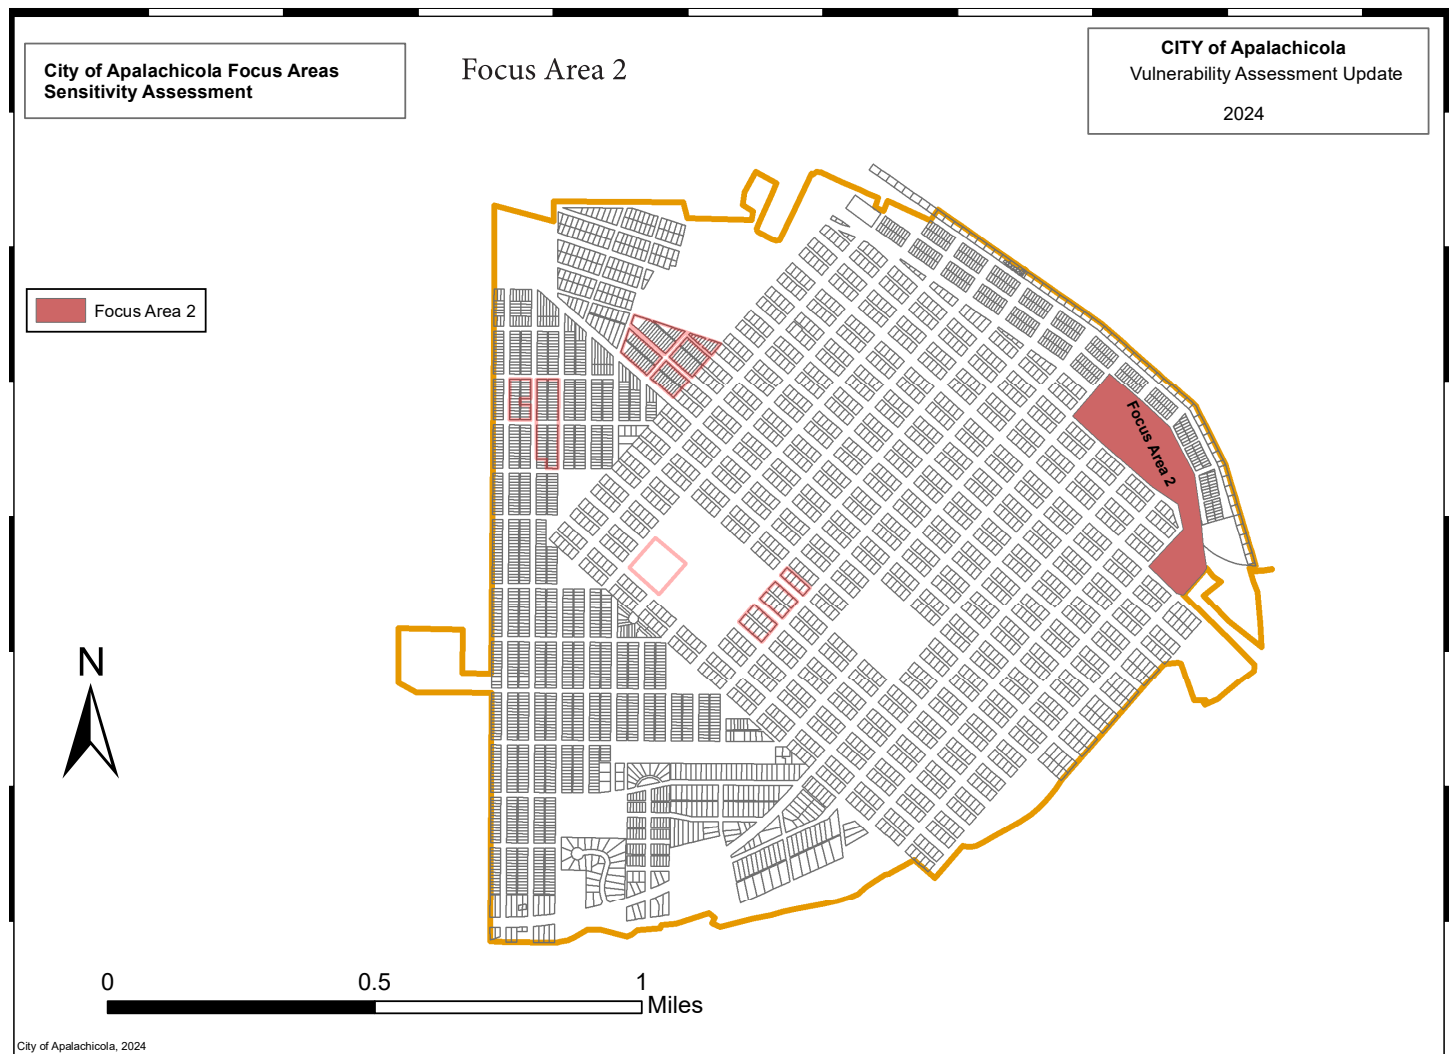 City of Apalachicola Focus Areas
Sensitivity Assessment
Focus Area 2
CITY of Apalachicola
Vulnerability Assessment Update
2024
Focus Area 2
Focus Area 2
N
0
0.5
1
Miles
City of Apalachicola, 2024